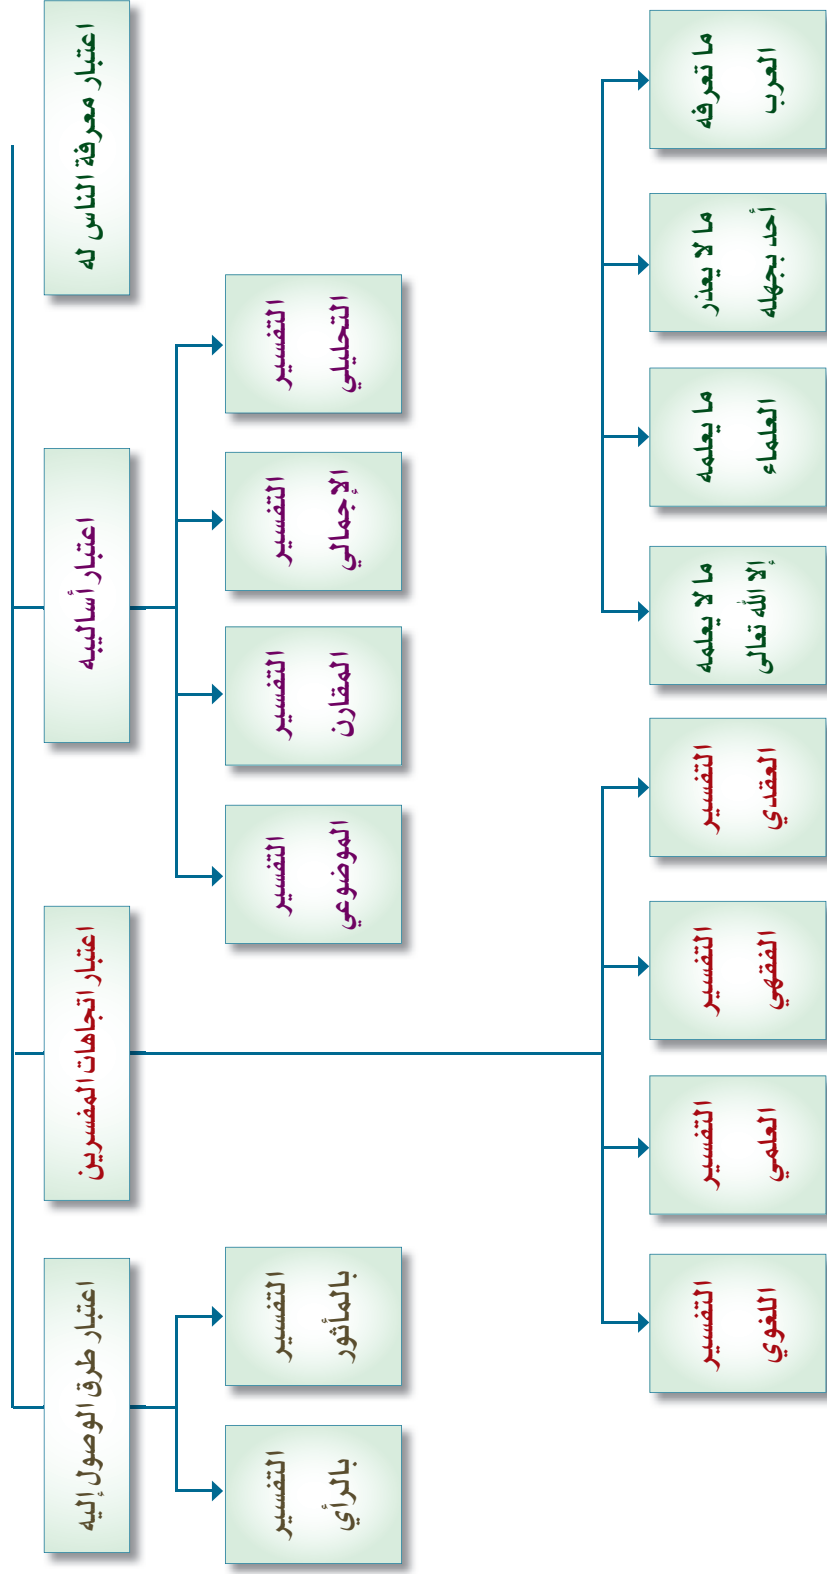 اعتبار معرفة الناس له
ما تعرفه
العرب
ما لا يعذر
أحد بجهله
ما يعلمه
العلماء
ما لا يعلمه
إلا الله تعالى
اعتبار أساليبه
التفسير
التحليلي
التفسير
الإجمالي
التفسير
المقارن
التفسير
الموضوعي
اعتبار اتجاهات المفسرين
التفسير
العقدي
التفسير
الفقهي
التفسير
العلمي
التفسير
اللغوي
اعتبار طرق الوصول إليه
التفسير
بالمأثور
التفسير
بالرأي